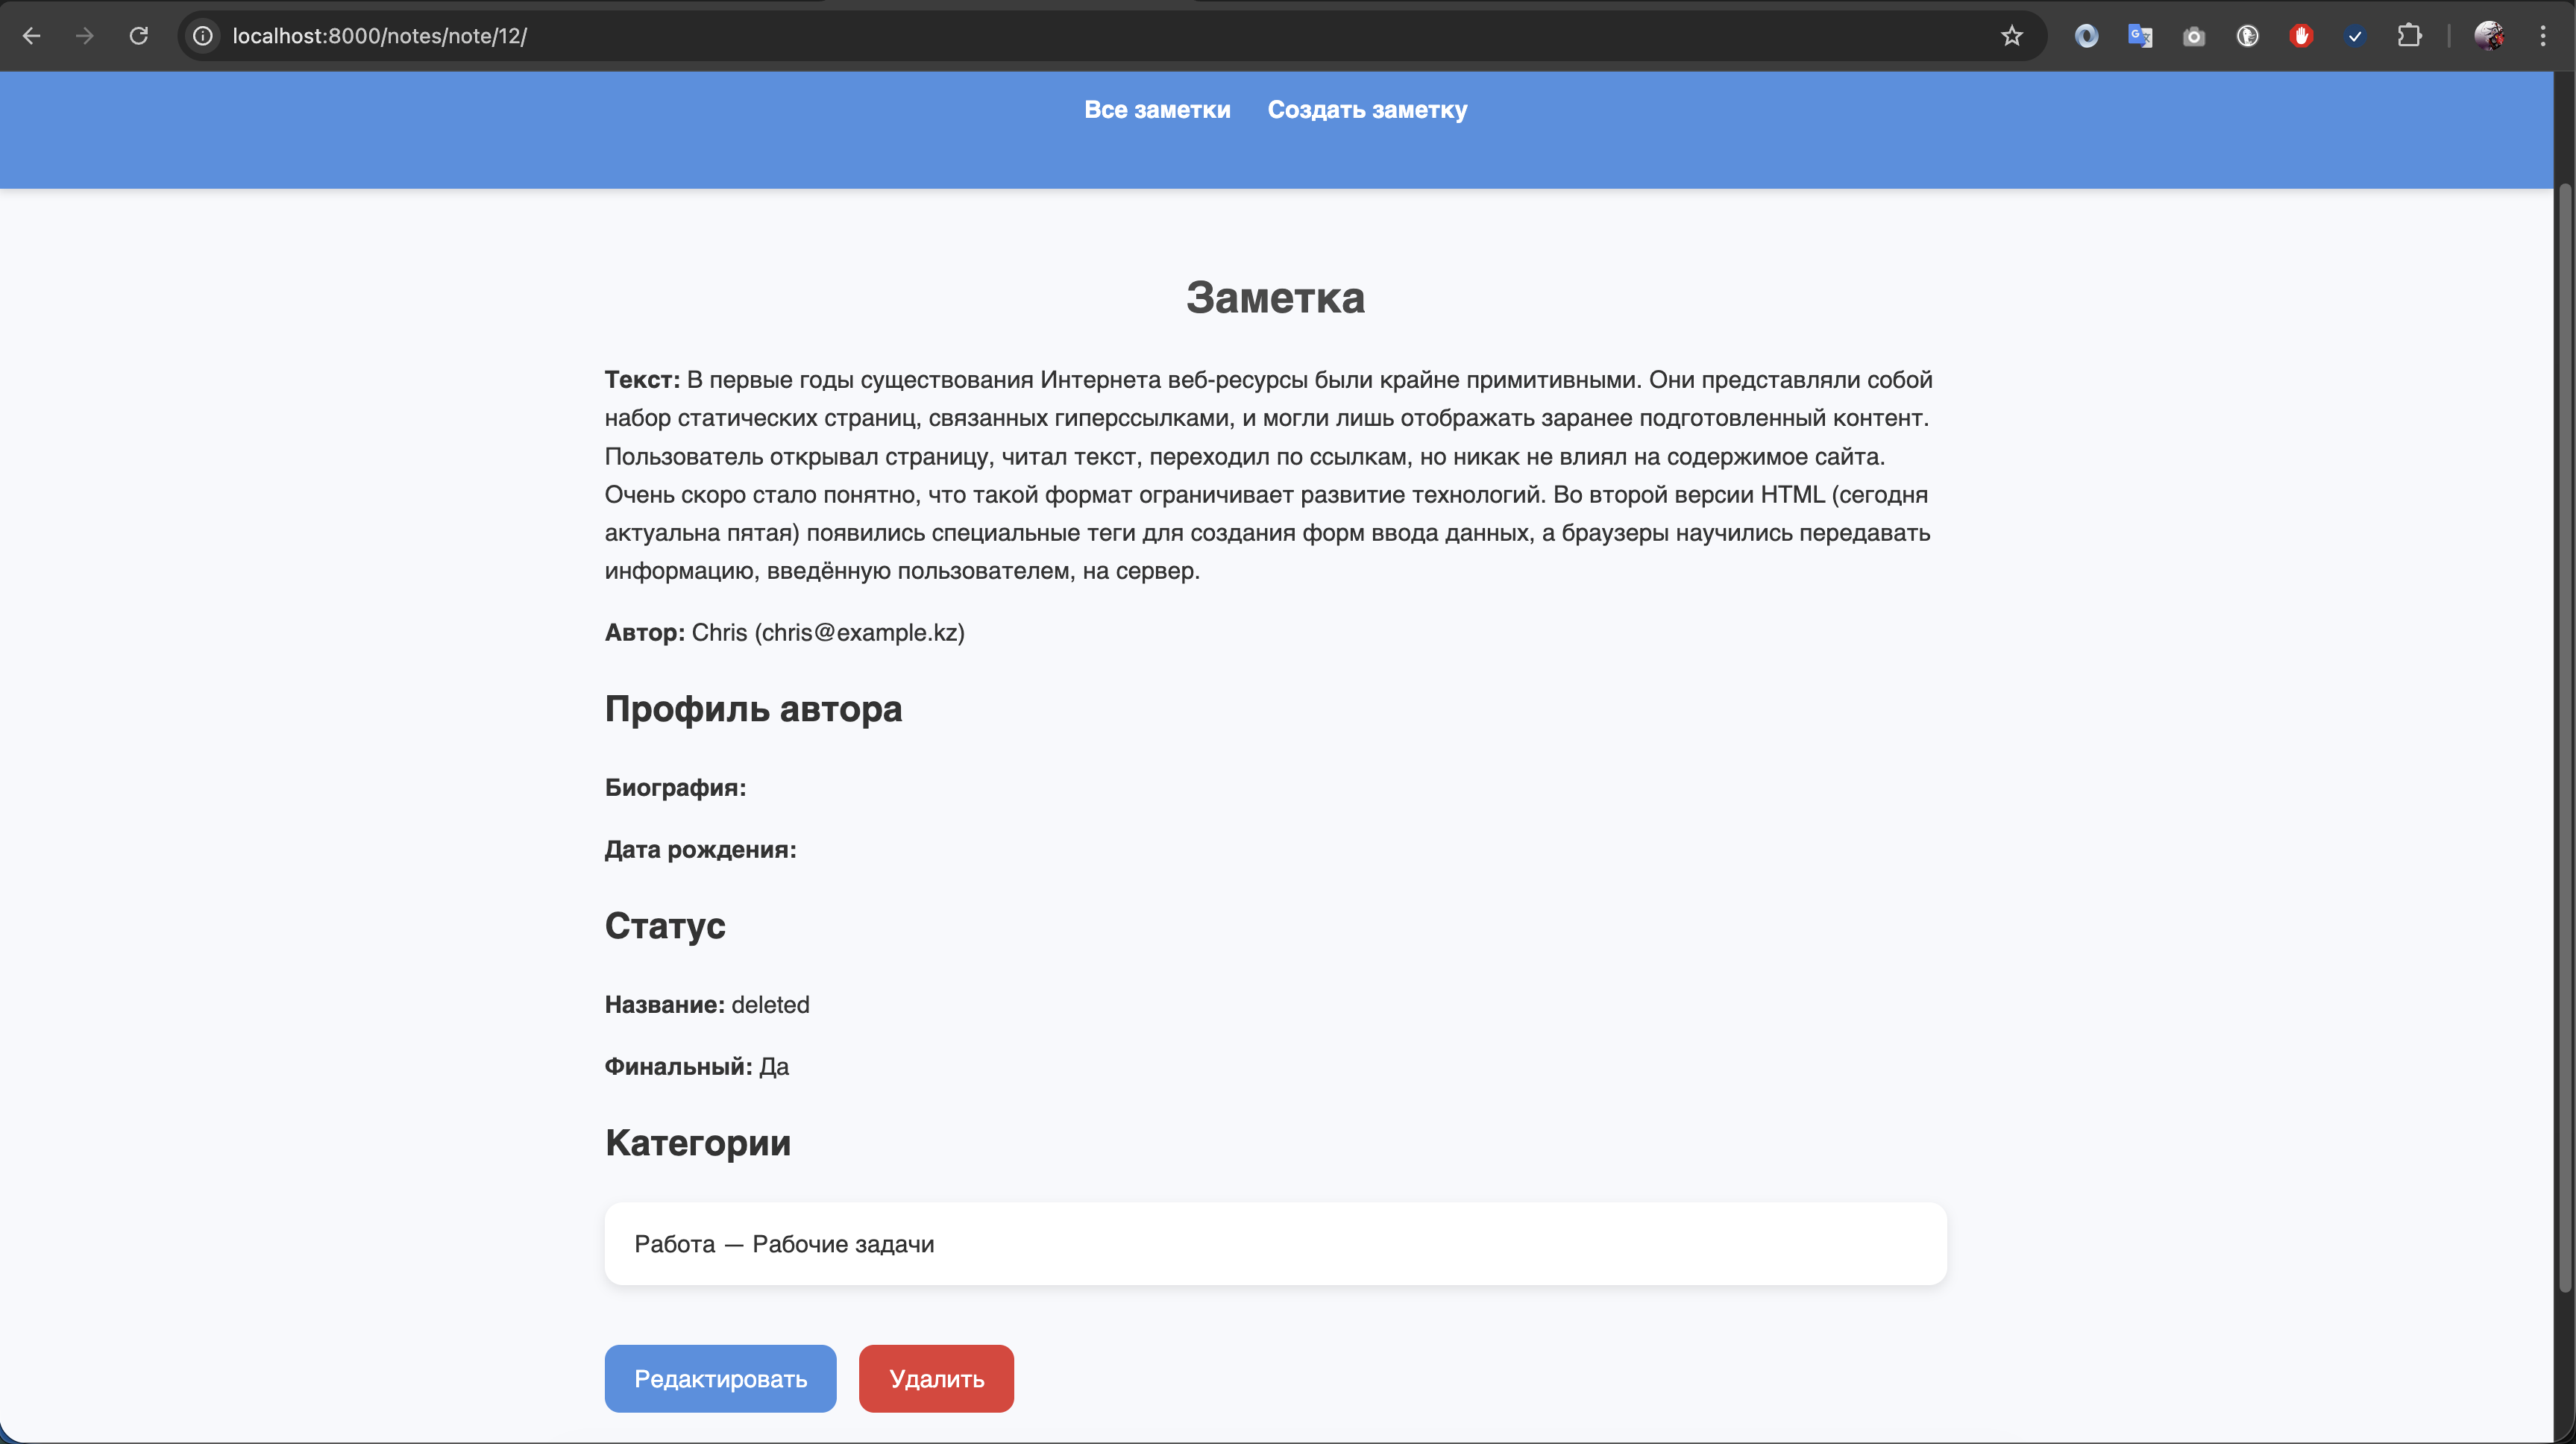 localhost:8000/notes/note/12/
Все заметки Создать заметку
Заметка
Текст: В первые годы существования Интернета веб-ресурсы были крайне примитивными. Они представляли собой
набор статических страниц, связанных гиперссылками, и могли лишь отображать заранее подготовленный контент.
Пользователь открывал страницу, читал текст, переходил по ссылкам, но никак не влиял на содержимое сайта.
Очень скоро стало понятно, что такой формат ограничивает развитие технологий. Во второй версии HTML (сегодня
актуальна пятая) появились специальные теги для создания форм ввода данных, а браузеры научились передавать
информацию, введённую пользователем, на сервер.
Автор: Chris (chris@example.kz)
Профиль автора
Биография:
Дата рождения:
Статус
Название: deleted
Финальный: Да
Категории
Работа — Рабочие задачи
Редактировать Удалить